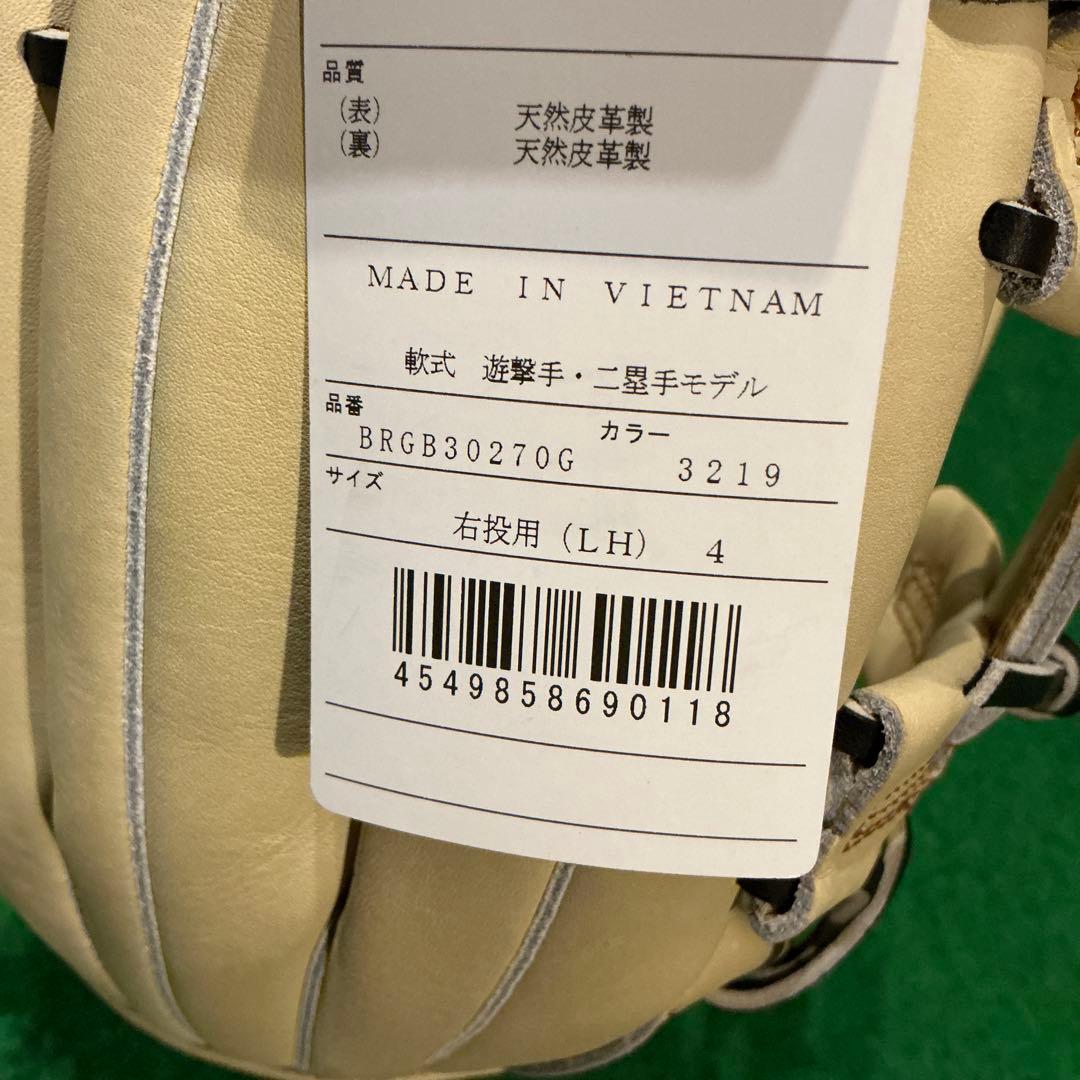 品質
（表） 天然皮革製
（裏） 天然皮革製
ＭＡＤＥ　ＩＮ　ＶＩＥＴＮＡＭ
軟式　遊撃手・二塁手モデル
品番 カラー
BRGB30270G 3219
サイズ
右投用（LH）　4
4549858690118